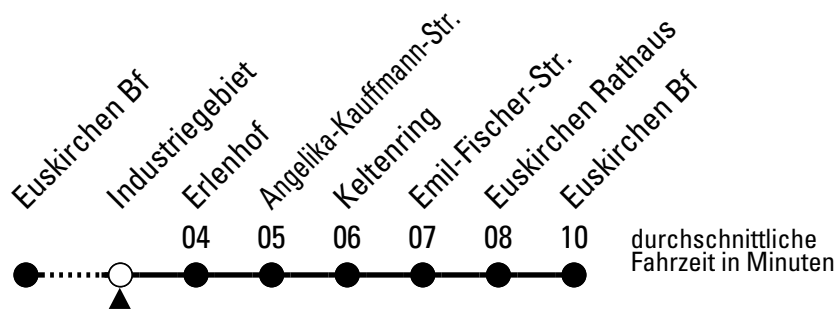 Euskirchen Bf
Industriegebiet
Erlenhof
Angelika-Kauffmann-Str.
Keltenring
Emil-Fischer-Str.
Euskirchen Rathaus
Euskirchen Bf
04 05 06 07 08 10
durchschnittliche
Fahrzeit in Minuten